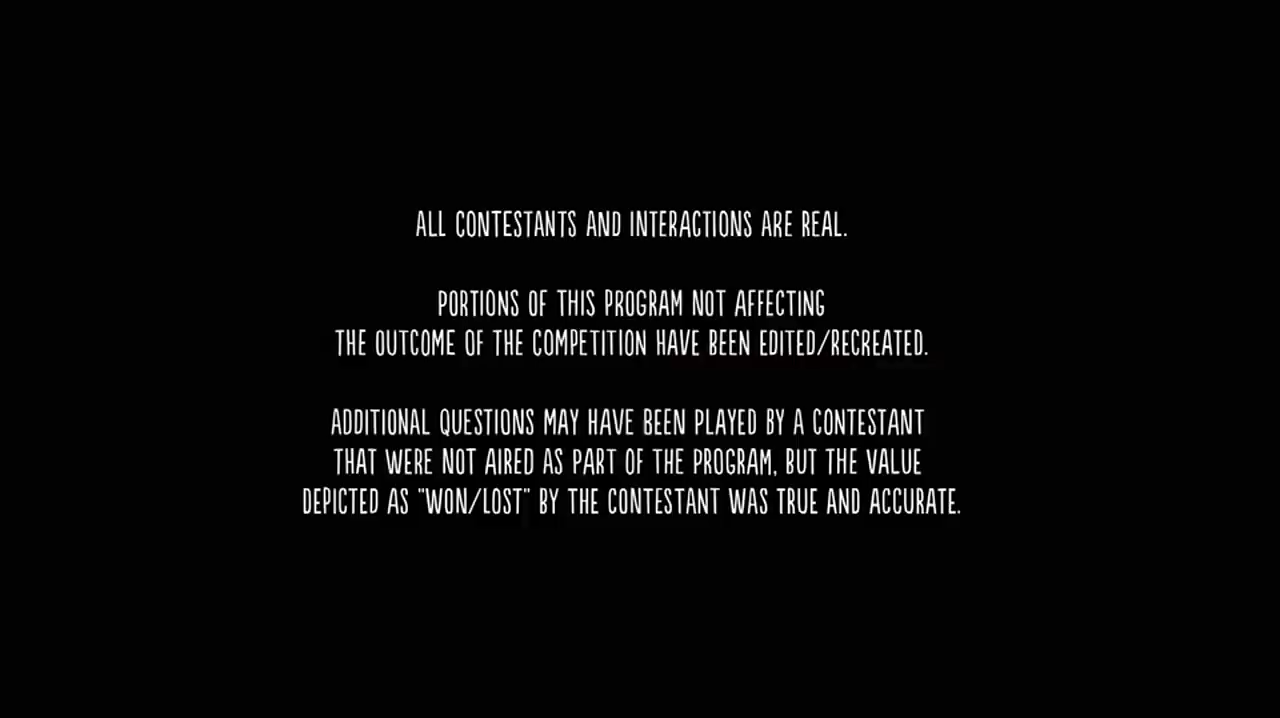 ALL CONTESTANTS AND INTERACTIONS ARE REAL.
PORTIONS OF THIS PROGRAM NOT AFFECTING
THE OUTCOME OF THE COMPETITION HAVE BEEN EDITED/RECREATED.
ADDITIONAL QUESTIONS MAY HAVE BEEN PLAYED BY A CONTESTANT
THAT WERE NOT AIRED AS PART OF THE PROGRAM, BUT THE VALUE
DEPICTED AS "WON/LOST" BY THE CONTESTANT WAS TRUE AND ACCURATE.